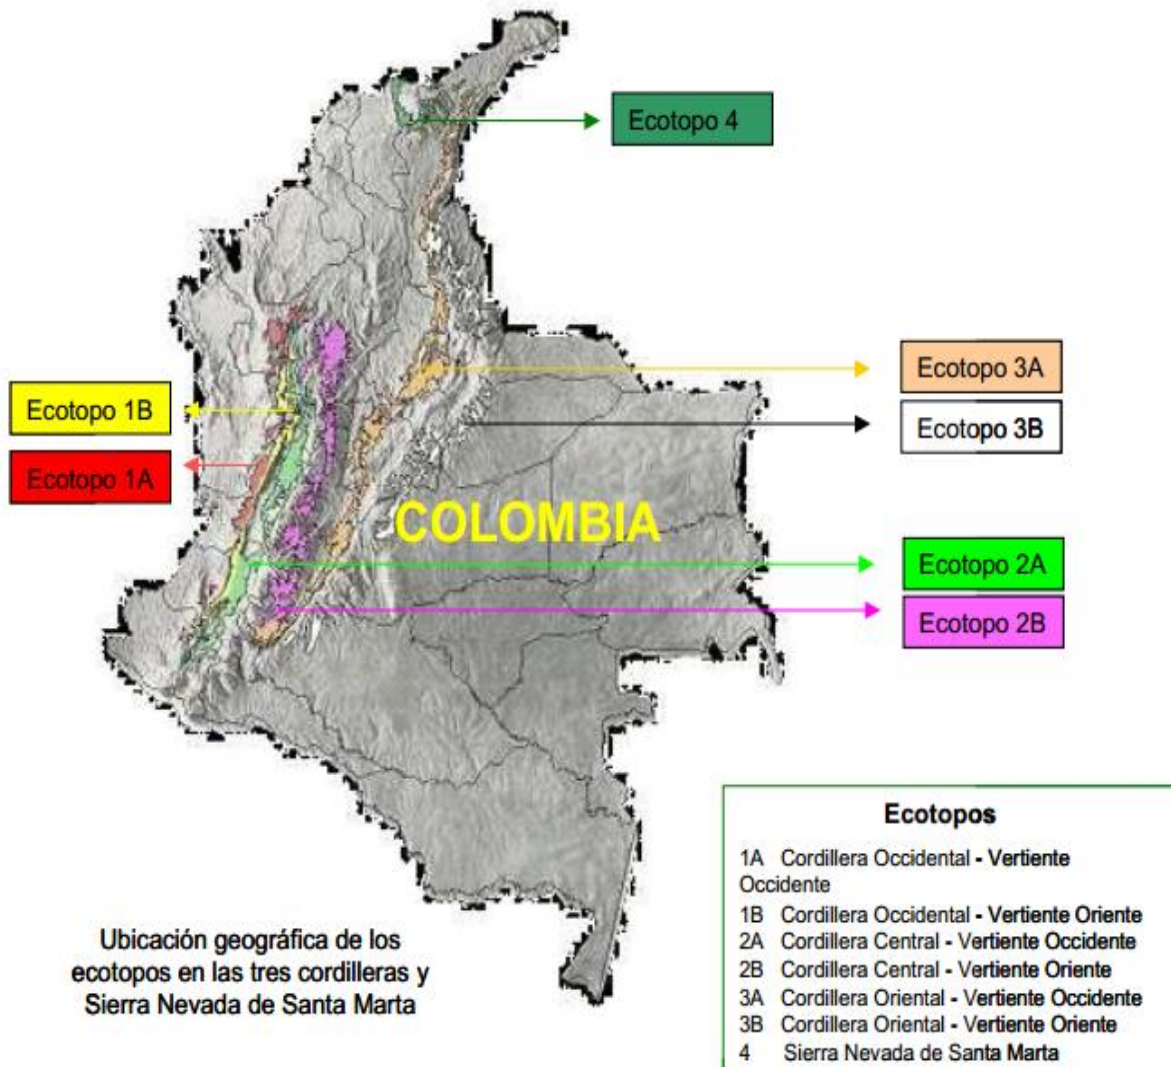 Ecotopo 4
Ecotopo 3A
Ecotopo 1B
Ecotopo 3B
Ecotopo 1A
COLOMBIA
Ecotopo 2A
Ecotopo 2B
Ubicación geográfica de los
ecotopos en las tres cordilleras y
Sierra Nevada de Santa Marta
Ecotopos
1A Cordillera Occidental - Vertiente
Occidente
1B Cordillera Occidental - Vertiente Oriente
2A Cordillera Central - Vertiente Occidente
2B Cordillera Central - Vertiente Oriente
3A Cordillera Oriental - Vertiente Occidente
3B Cordillera Oriental - Vertiente Oriente
4 Sierra Nevada de Santa Marta